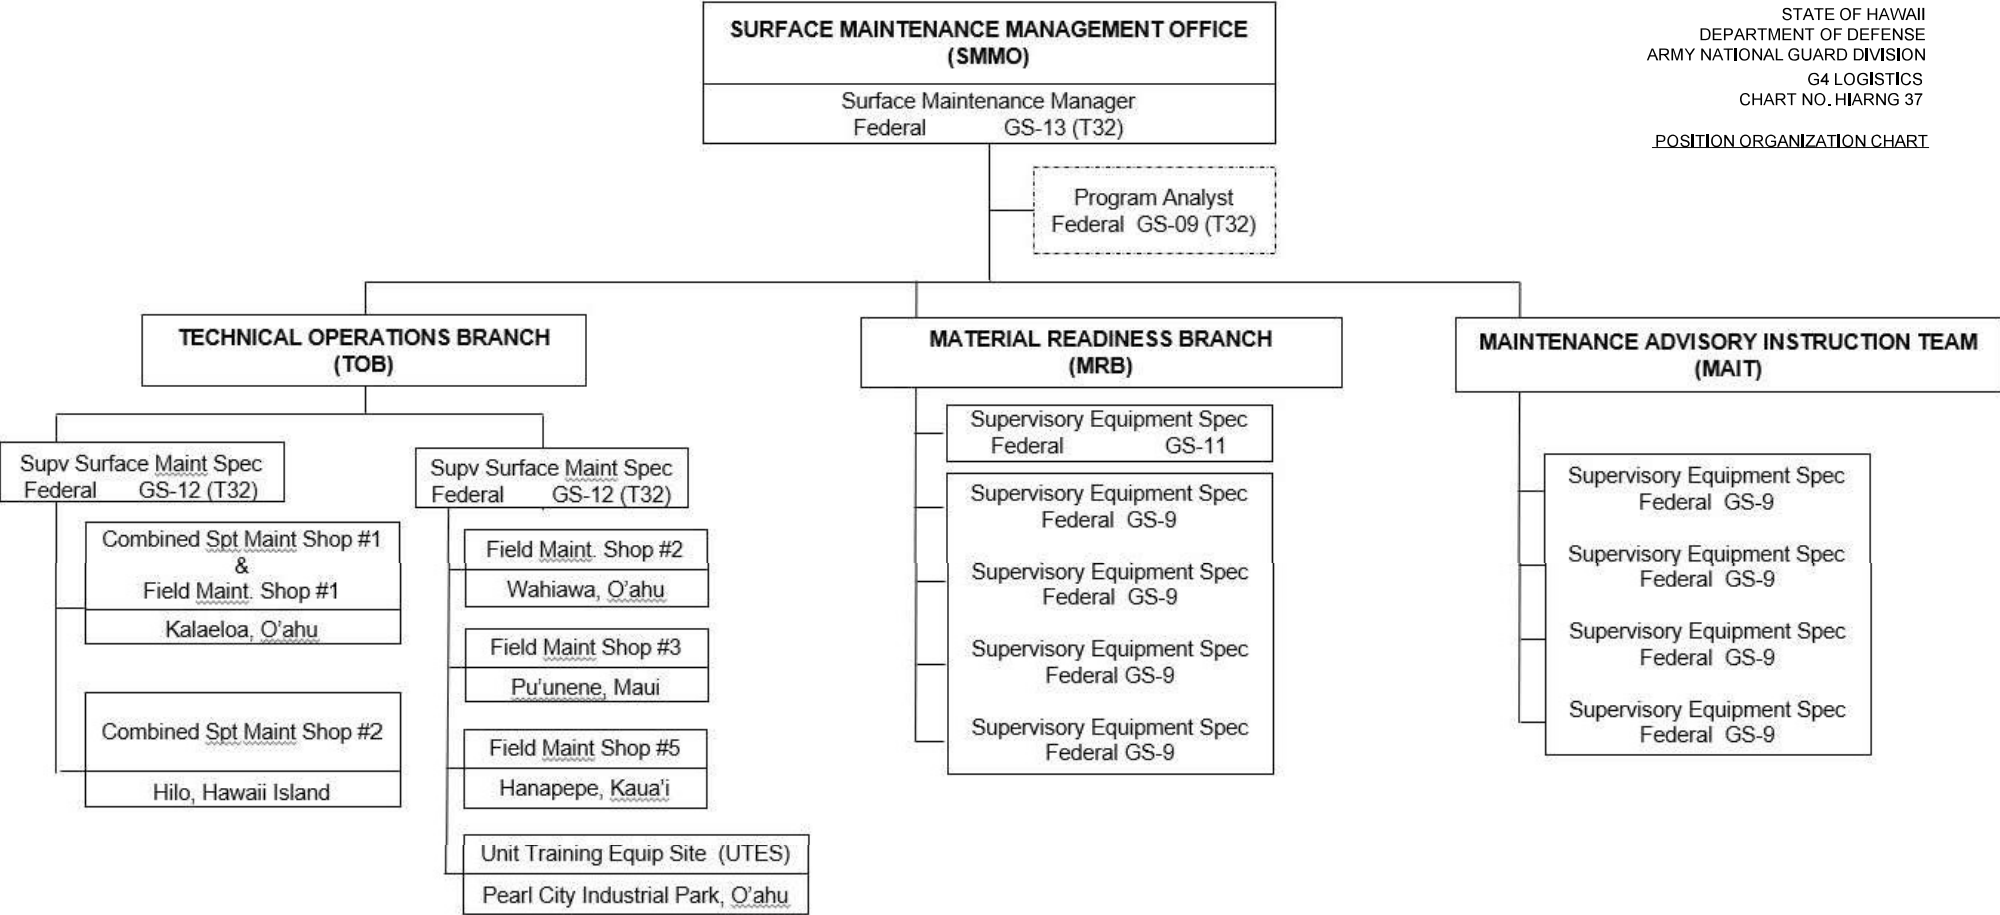 STATE OF HAWAII
DEPARTMENT OF DEFENSE
ARMY NATIONAL GUARD DIVISION
G4 LOGISTICS
CHART NO. HIARNG 37
POSITION ORGANIZATION CHART
SURFACE MAINTENANCE MANAGEMENT OFFICE
(SMMO)
Surface Maintenance Manager
Federal GS-13 (T32)
Program Analyst
Federal GS-09 (T32)
TECHNICAL OPERATIONS BRANCH
(TOB)
Supv Surface Maint Spec
Federal GS-12 (T32)
Combined Spt Maint Shop #1
&
Field Maint. Shop #1
Kalaeloa, O'ahu
Combined Spt Maint Shop #2
Hilo, Hawaii Island
Supv Surface Maint Spec
Federal GS-12 (T32)
Field Maint. Shop #2
Wahiawa, O'ahu
Field Maint Shop #3
Pu'unene, Maui
Field Maint Shop #5
Hanapepe, Kaua'i
Unit Training Equip Site (UTES)
Pearl City Industrial Park, O'ahu
MATERIAL READINESS BRANCH
(MRB)
Supervisory Equipment Spec
Federal GS-11
Supervisory Equipment Spec
Federal GS-9
Supervisory Equipment Spec
Federal GS-9
Supervisory Equipment Spec
Federal GS-9
Supervisory Equipment Spec
Federal GS-9
MAINTENANCE ADVISORY INSTRUCTION TEAM
(MAIT)
Supervisory Equipment Spec
Federal GS-9
Supervisory Equipment Spec
Federal GS-9
Supervisory Equipment Spec
Federal GS-9
Supervisory Equipment Spec
Federal GS-9